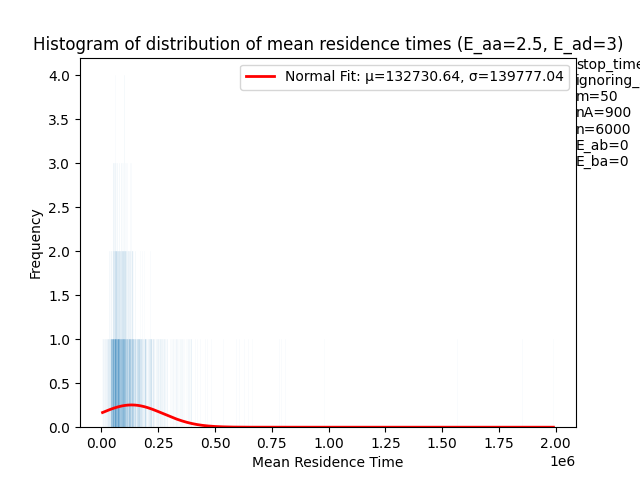 Histogram of distribution of mean residence times (E_aa=2.5, E_ad=3)
Normal Fit: μ=132730.64, σ=139777.04
stop_time
ignoring_
m=50
nA=900
n=6000
E_ab=0
E_ba=0
Frequency
4.0
3.5
3.0
2.5
2.0
1.5
1.0
0.5
0.0
0.00 0.25 0.50 0.75 1.00 1.25 1.50 1.75 2.00
1e6
Mean Residence Time